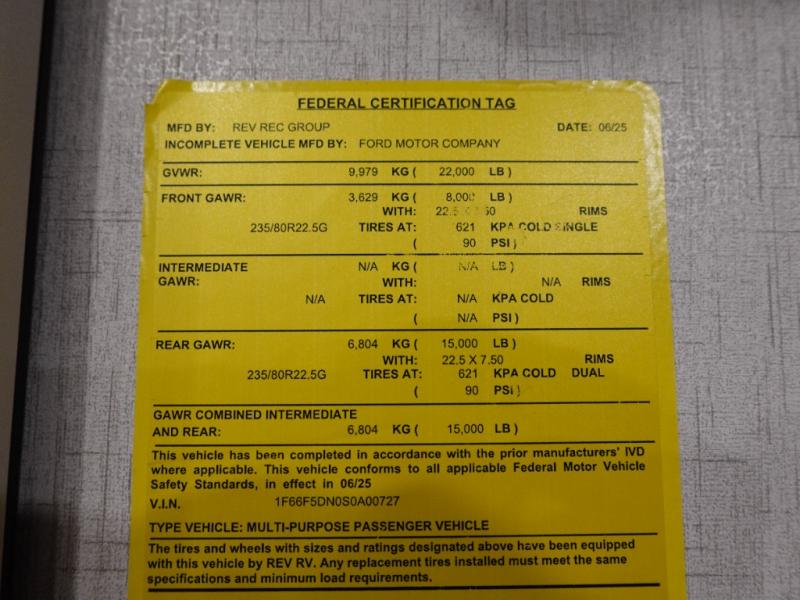 FEDERAL CERTIFICATION TAG
MFD BY: REV REC GROUP DATE: 06/25
INCOMPLETE VEHICLE MFD BY: FORD MOTOR COMPANY
GVWR: 9,979 KG ( 22,000 LB )
FRONT GAWR: 3,629 KG ( 8,000 LB )
WITH: RIMS
235/80R22.5G TIRES AT: 621 KPA COLD SINGLE
( 90 PSI )
INTERMEDIATE N/A KG ( N/A LB )
GAWR: WITH: N/A RIMS
N/A TIRES AT: N/A KPA COLD
( N/A PSI )
REAR GAWR: 6,804 KG ( 15,000 LB )
WITH: 22.5 X 7.50 RIMS
235/80R22.5G TIRES AT: 621 KPA COLD DUAL
( 90 PSI )
GAWR COMBINED INTERMEDIATE
AND REAR: 6,804 KG ( 15,000 LB )
This vehicle has been completed in accordance with the prior manufacturers' IVD
where applicable. This vehicle conforms to all applicable Federal Motor Vehicle
Safety Standards, in effect in 06/25
V.I.N. 1F66F5DN0S0A00727
TYPE VEHICLE: MULTI-PURPOSE PASSENGER VEHICLE
The tires and wheels with sizes and ratings designated above have been equipped
with this vehicle by REV RV. Any replacement tires installed must meet the same
specifications and minimum load requirements.